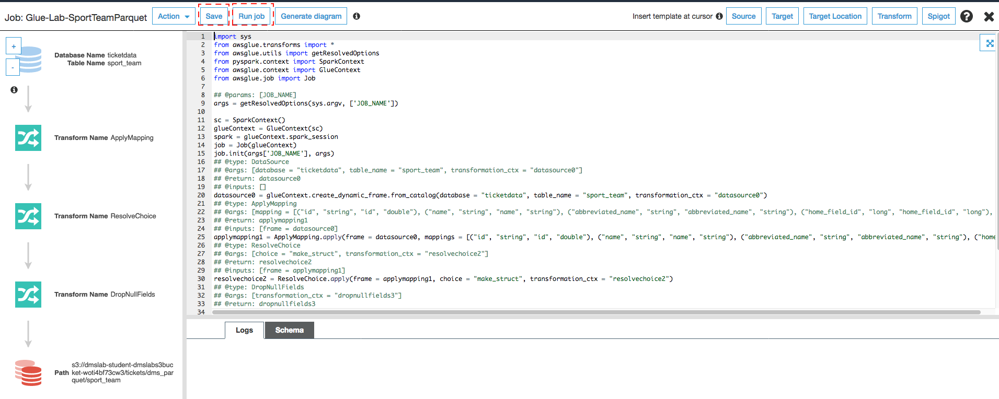 Job: Glue-Lab-SportTeamParquet
Action
Save
Run job
Generate diagram
Insert template at cursor
Source
Target
Target Location
Transform
Spigot
+
-
Database Name ticketdata
Table Name sport_team
Transform Name ApplyMapping
Transform Name ResolveChoice
Transform Name DropNullFields
Path s3://dmslab-student-dmslabs3buc
ket-woti4bf73cw3/tickets/dms_par
quet/sport_team
1 import sys
2 from awsglue.transforms import *
3 from awsglue.utils import getResolvedOptions
4 from pyspark.context import SparkContext
5 from awsglue.context import GlueContext
6 from awsglue.job import Job
7
8 ## @params: [JOB_NAME]
9 args = getResolvedOptions(sys.argv, ['JOB_NAME'])
10
11 sc = SparkContext()
12 glueContext = GlueContext(sc)
13 spark = glueContext.spark_session
14 job = Job(glueContext)
15 job.init(args['JOB_NAME'], args)
16 ## @type: DataSource
17 ## @args: [database = "ticketdata", table_name = "sport_team", transformation_ctx = "datasource0"]
18 ## @return: datasource0
19 ## @inputs: []
20 datasource0 = glueContext.create_dynamic_frame.from_catalog(database = "ticketdata", table_name = "sport_team", transformation_ctx = "datasource0")
21 ## @type: ApplyMapping
22 ## @args: [mapping = [("id", "string", "id", "double"), ("name", "string", "name", "string"), ("abbreviated_name", "string", "abbreviated_name", "string"), ("home_field_id", "long", "home_field_id", "long"),
23 ## @return: applymapping1
24 ## @inputs: [frame = datasource0]
25 applymapping1 = ApplyMapping.apply(frame = datasource0, mappings = [("id", "string", "id", "double"), ("name", "string", "name", "string"), ("abbreviated_name", "string", "abbreviated_name", "string"), ("home
26 ## @type: ResolveChoice
27 ## @args: [choice = "make_struct", transformation_ctx = "resolvechoice2"]
28 ## @return: resolvechoice2
29 ## @inputs: [frame = applymapping1]
30 resolvechoice2 = ResolveChoice.apply(frame = applymapping1, choice = "make_struct", transformation_ctx = "resolvechoice2")
31 ## @type: DropNullFields
32 ## @args: [transformation_ctx = "dropnullfields3"]
33 ## @return: dropnullfields3
34
Logs
Schema